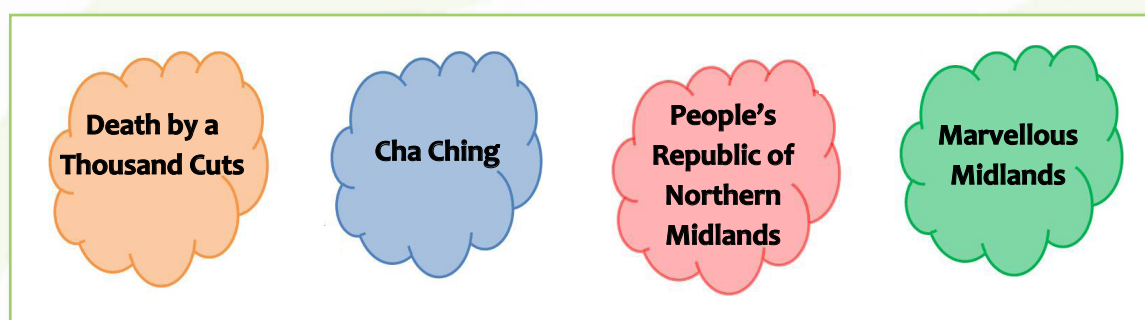 Death by a
Thousand Cuts
Cha Ching
People's
Republic of
Northern
Midlands
Marvellous
Midlands